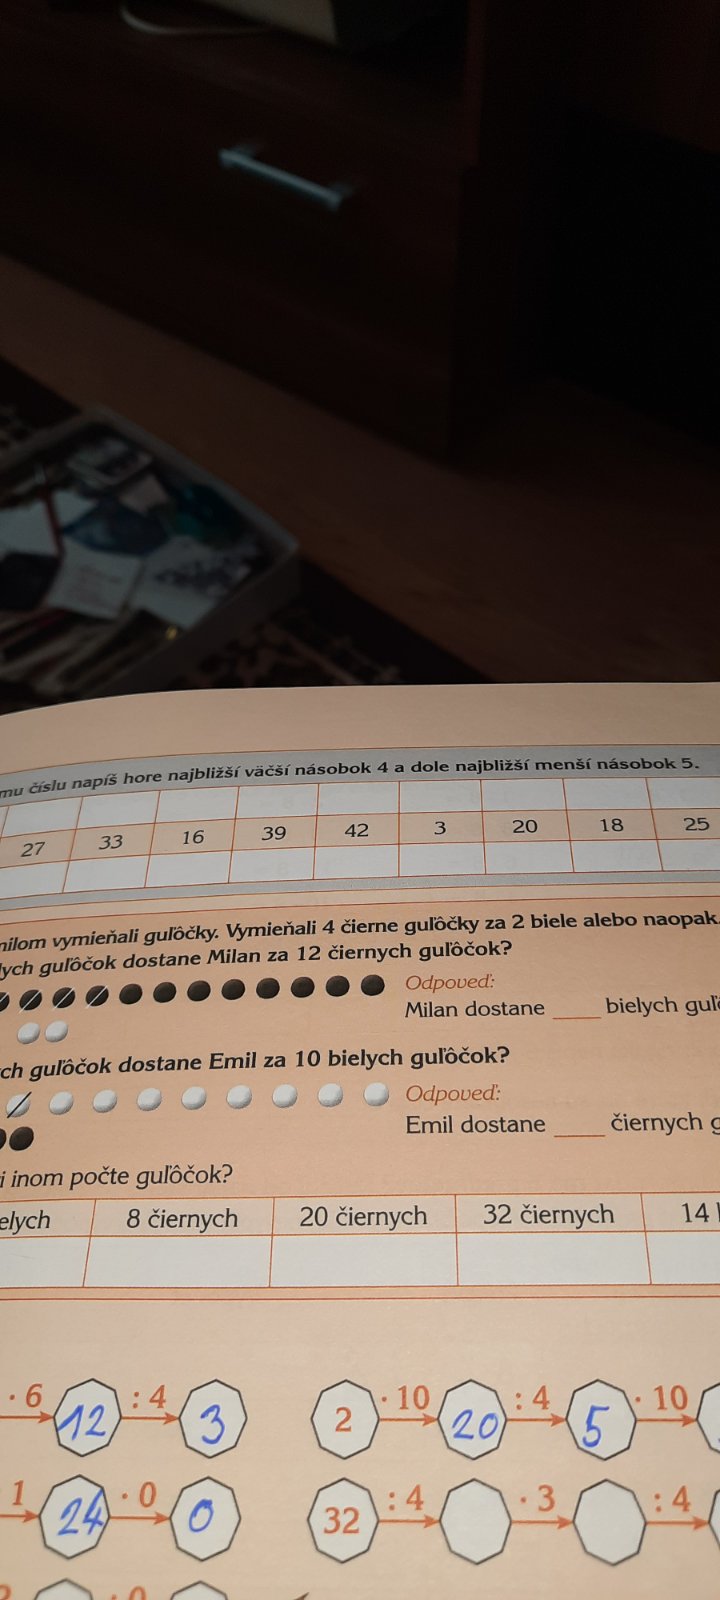 mu číslu napíš hore najbližší väčší násobok 4 a dole najbližší menší násobok 5.
27 33 16 39 42 3 20 18 25
milom vymieňali guľôčky. Vymieňali 4 čierne guľôčky za 2 biele alebo naopak.
lych guľôčok dostane Milan za 12 čiernych guľôčok?
Odpoveď:
Milan dostane ____ bielych guľô
ch guľôčok dostane Emil za 10 bielych guľôčok?
Odpoveď:
Emil dostane ____ čiernych g
i inom počte guľôčok?
elych 8 čiernych 20 čiernych 32 čiernych 14
· 6 12 : 4 3 2 · 10 20 : 4 5 · 10
1 24 · 0 0 32 : 4 · 3 : 4